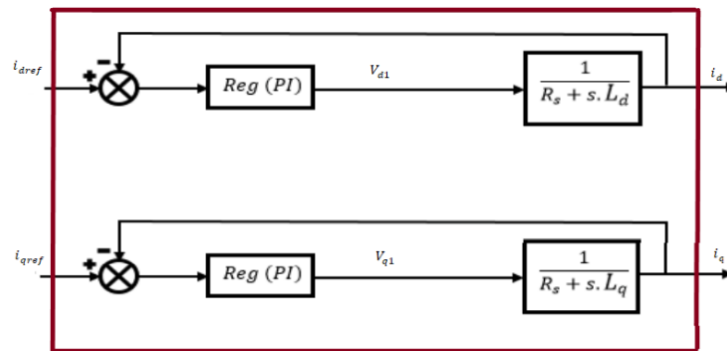 i_dref
+ −
Reg (PI)
V_d1
1
R_s + s.L_d
i_d
i_qref
+ −
Reg (PI)
V_q1
1
R_s + s.L_q
i_q